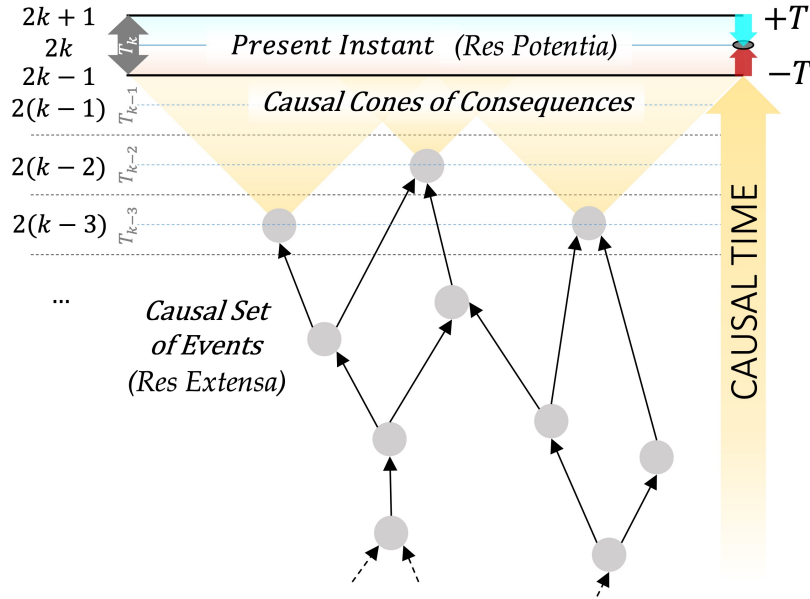 2k + 1
+T
2k
T_k
Present Instant (Res Potentia)
2k − 1
−T
2(k − 1)
T_{k−1}
Causal Cones of Consequences
2(k − 2)
T_{k−2}
2(k − 3)
T_{k−3}
...
Causal Set
of Events
(Res Extensa)
CAUSAL TIME